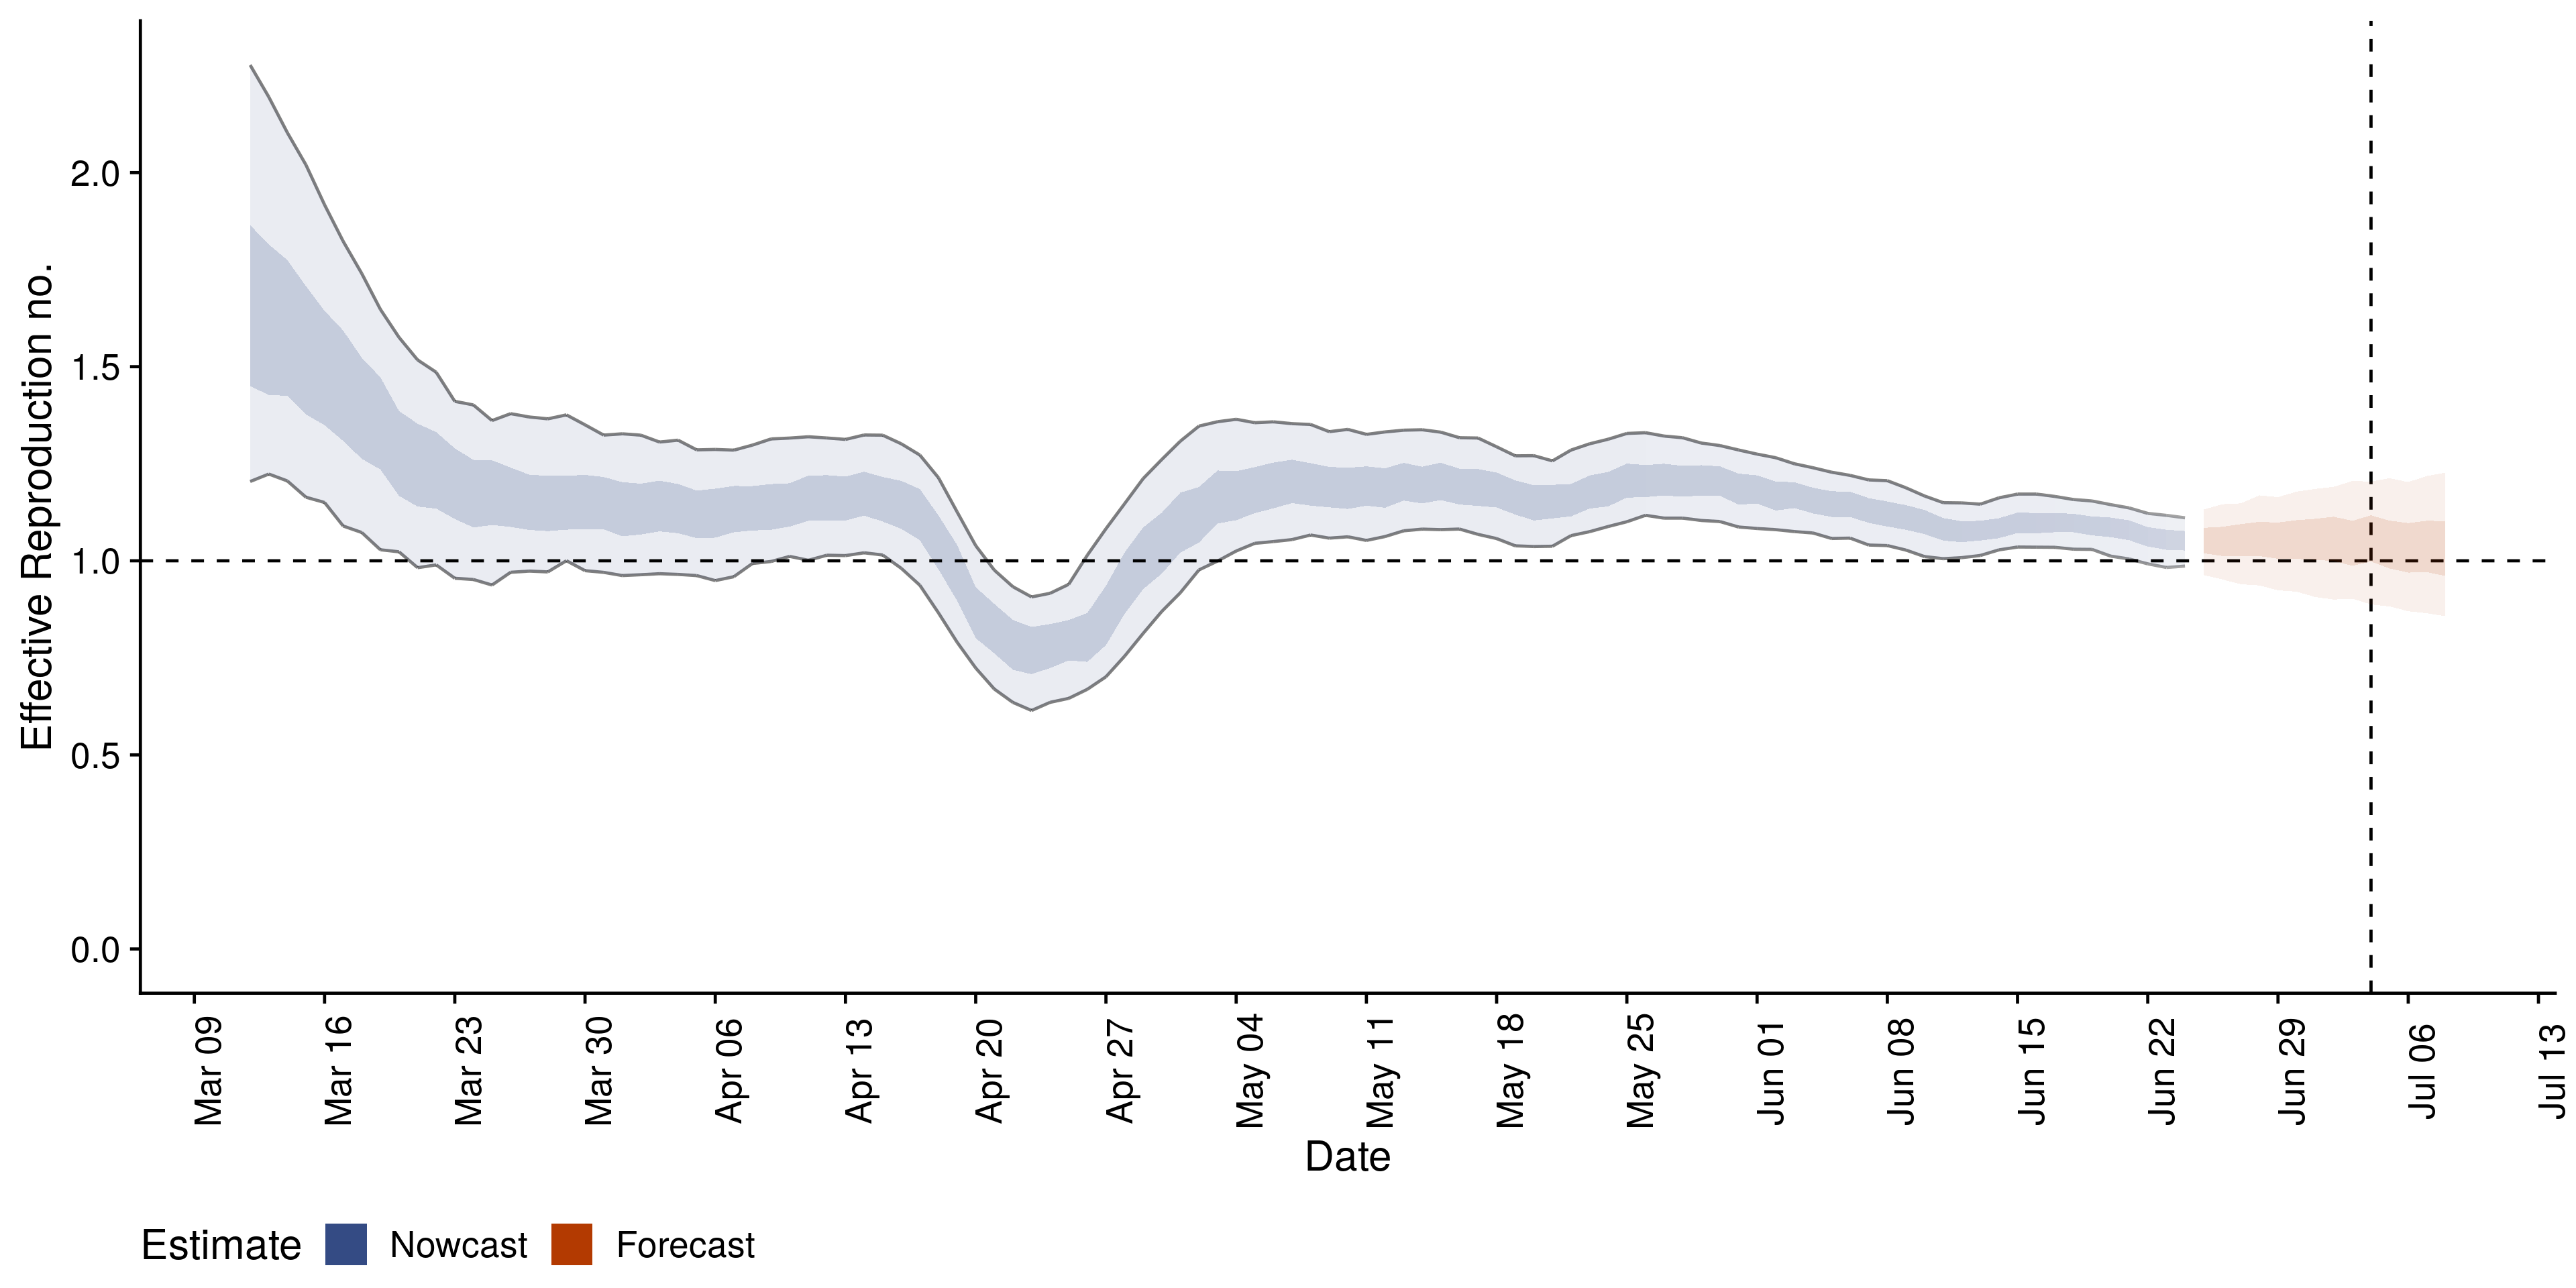 Effective Reproduction no.
2.0
1.5
1.0
0.5
0.0
Mar 09
Mar 16
Mar 23
Mar 30
Apr 06
Apr 13
Apr 20
Apr 27
May 04
May 11
May 18
May 25
Jun 01
Jun 08
Jun 15
Jun 22
Jun 29
Jul 06
Jul 13
Date
Estimate Nowcast Forecast